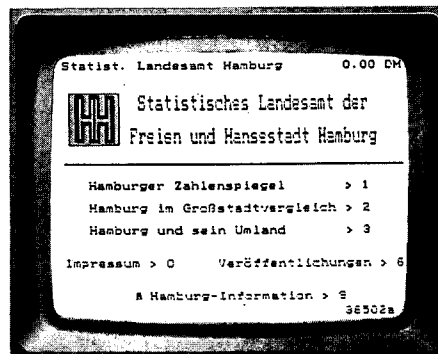 Statist. Landesamt Hamburg 0.00 DM
Statistisches Landesamt der
Freien und Hansestadt Hamburg
Hamburger Zahlenspiegel > 1
Hamburg im Großstadtvergleich > 2
Hamburg und sein Umland > 3
Impressum > 0 Veröffentlichungen > 6
Hamburg-Information > 9
36502a